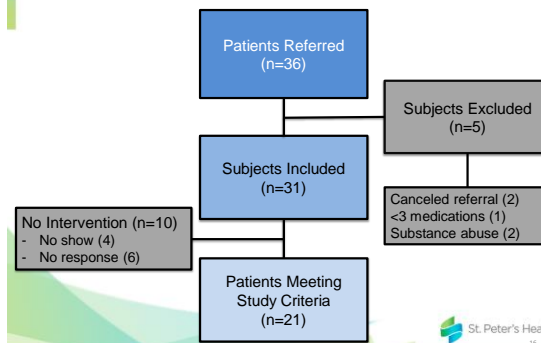 Patients Referred
(n=36)
Subjects Excluded
(n=5)
Subjects Included
(n=31)
Canceled referral (2)
<3 medications (1)
Substance abuse (2)
No Intervention (n=10)
- No show (4)
- No response (6)
Patients Meeting
Study Criteria
(n=21)
St. Peter's Hea